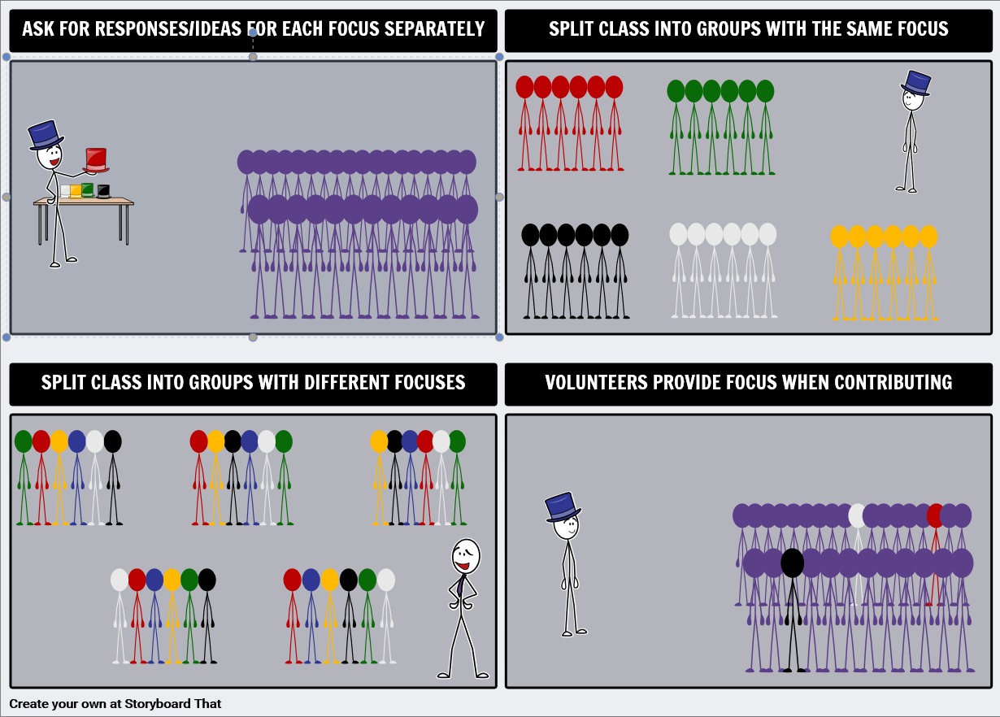 ASK FOR RESPONSES/IDEAS FOR EACH FOCUS SEPARATELY
SPLIT CLASS INTO GROUPS WITH THE SAME FOCUS
SPLIT CLASS INTO GROUPS WITH DIFFERENT FOCUSES
VOLUNTEERS PROVIDE FOCUS WHEN CONTRIBUTING
Create your own at Storyboard That